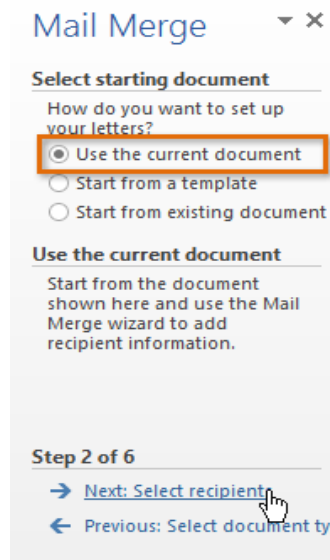 Mail Merge
Select starting document
How do you want to set up
your letters?
Use the current document
Start from a template
Start from existing document
Use the current document
Start from the document
shown here and use the Mail
Merge wizard to add
recipient information.
Step 2 of 6
Next: Select recipients
Previous: Select document ty